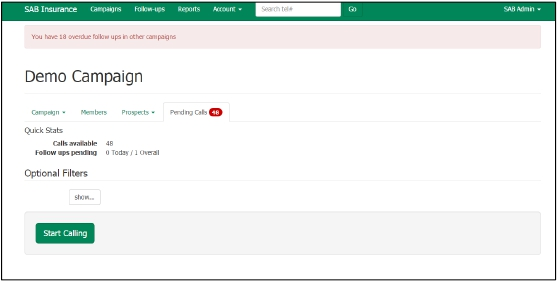 SAB Insurance Campaigns Follow-ups Reports Account Search tel# Go SAB Admin
You have 18 overdue follow ups in other campaigns
Demo Campaign
Campaign Members Prospects Pending Calls 48
Quick Stats
Calls available 48
Follow ups pending 0 Today / 1 Overall
Optional Filters
show...
Start Calling